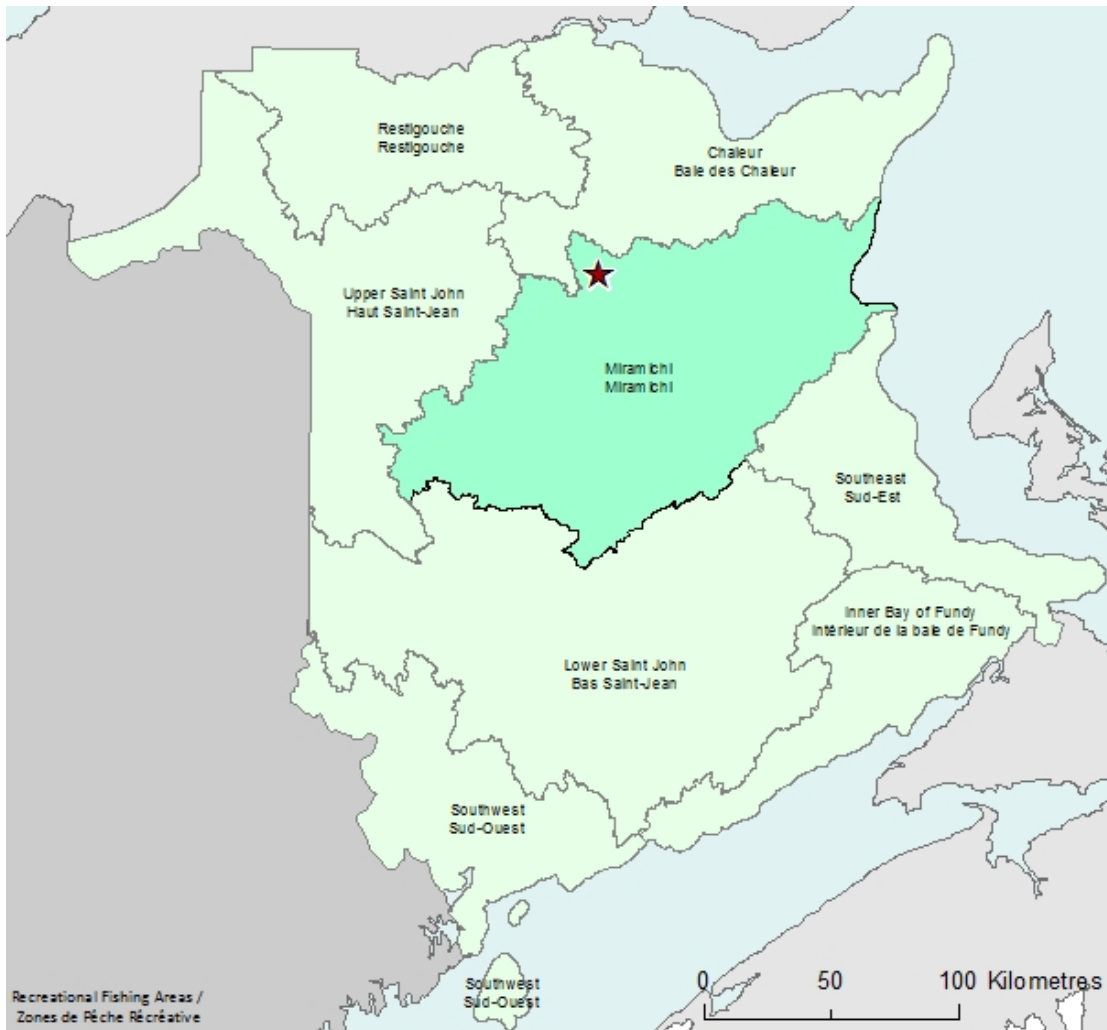 Restigouche
Restigouche
Chaleur
Baie des Chaleur
Upper Saint John
Haut Saint-Jean
Miramichi
Miramichi
Southeast
Sud-Est
Inner Bay of Fundy
Intérieur de la baie de Fundy
Lower Saint John
Bas Saint-Jean
Southwest
Sud-Ouest
Southwest
Sud-Ouest
0 50 100 Kilometres
Recreational Fishing Areas /
Zones de Pêche Récréative